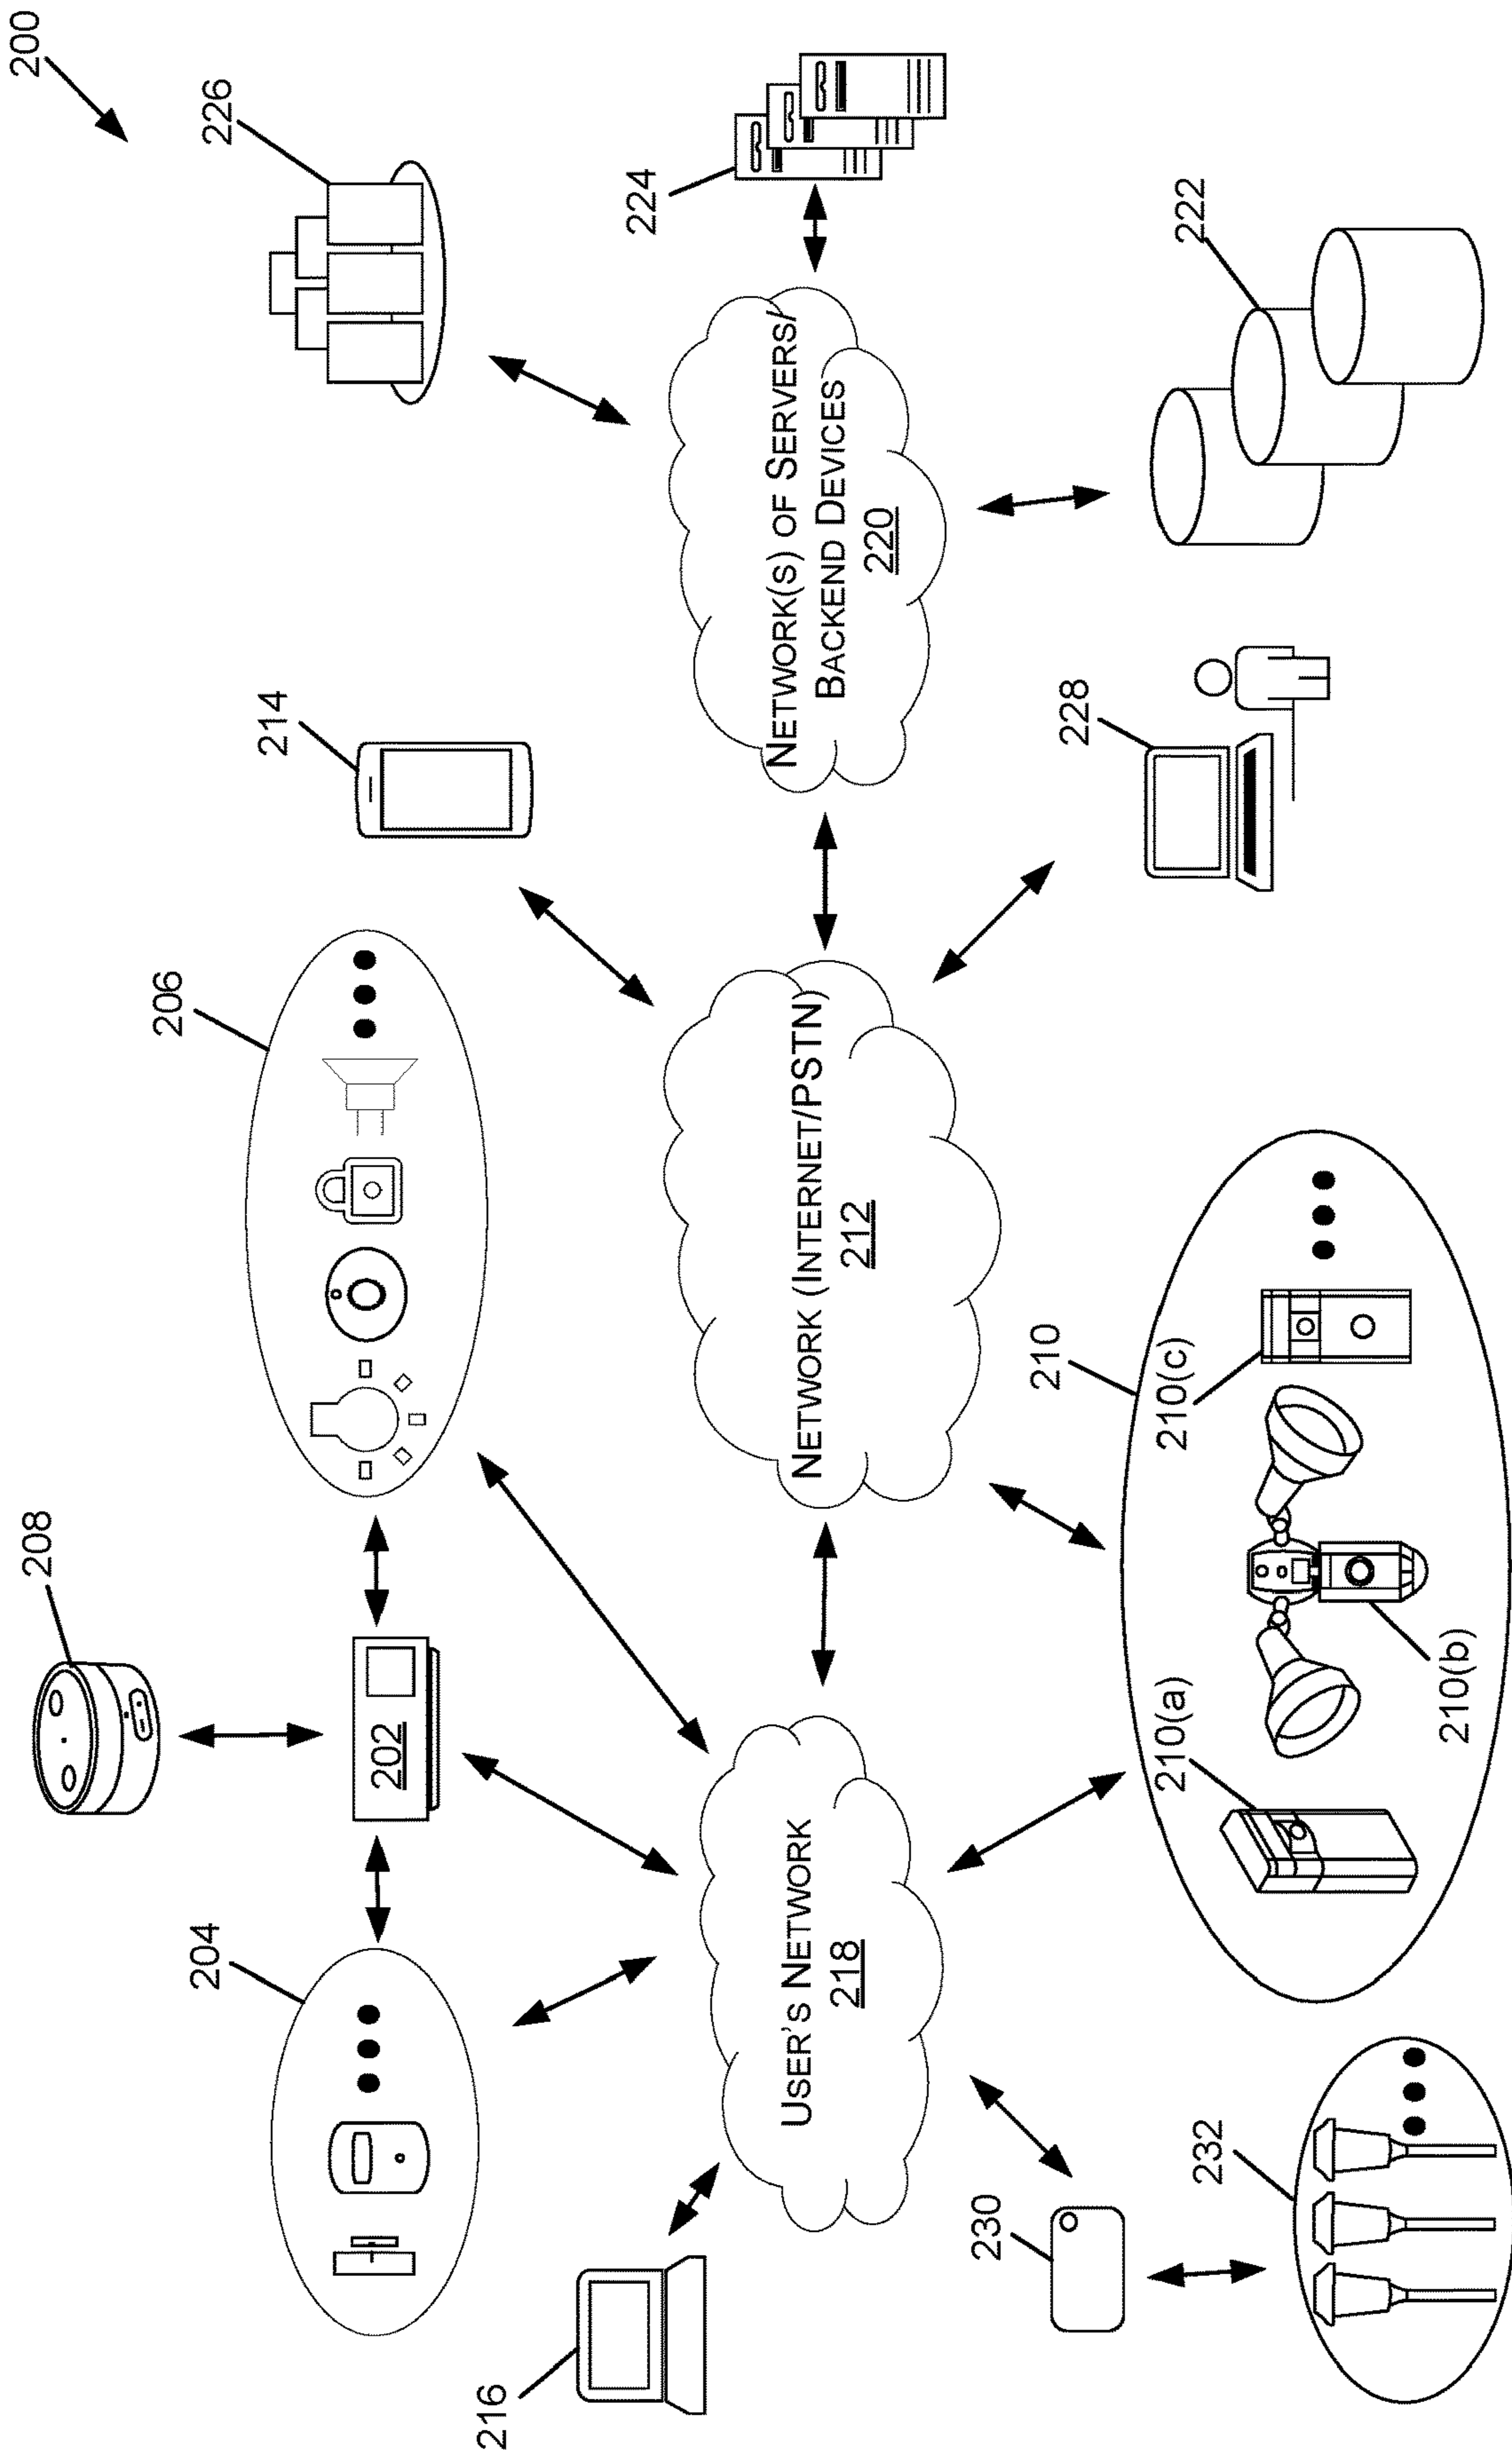 200
208
226
206
214
204
202
224
216
USER'S NETWORK
218
NETWORK (INTERNET/PSTN)
212
NETWORK(S) OF SERVERS/
BACKEND DEVICES
220
230
210
228
222
232
210(a)
210(c)
210(b)